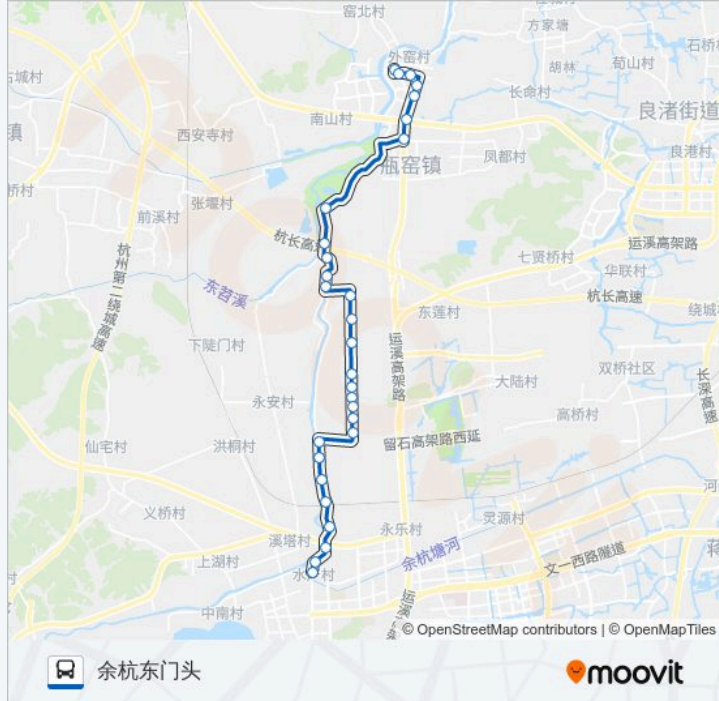 窑北村
外窑村
方家塘
胡林
荀山村
石桥村
古城村
长命村
良渚街道
南山村
镇
西安寺村
凤都村
良港村
瓶窑镇
桥村
张堰村
前溪村
杭长高速
运溪高架路
七贤桥村
华联村
杭州第二绕城高速
东苕溪
杭长高速
绕城
东莲村
下陡门村
运溪高架路
双桥社区
长深高速
大陆村
永安村
高桥村
留石高架路西延
仙宅村
洪桐村
河
义桥村
灵源村
永乐村
溪塔村
蒋
上湖村
余杭塘河
文一西路隧道
村
中南村
© OpenStreetMap contributors | © OpenMapTiles
余杭东门头
moovit